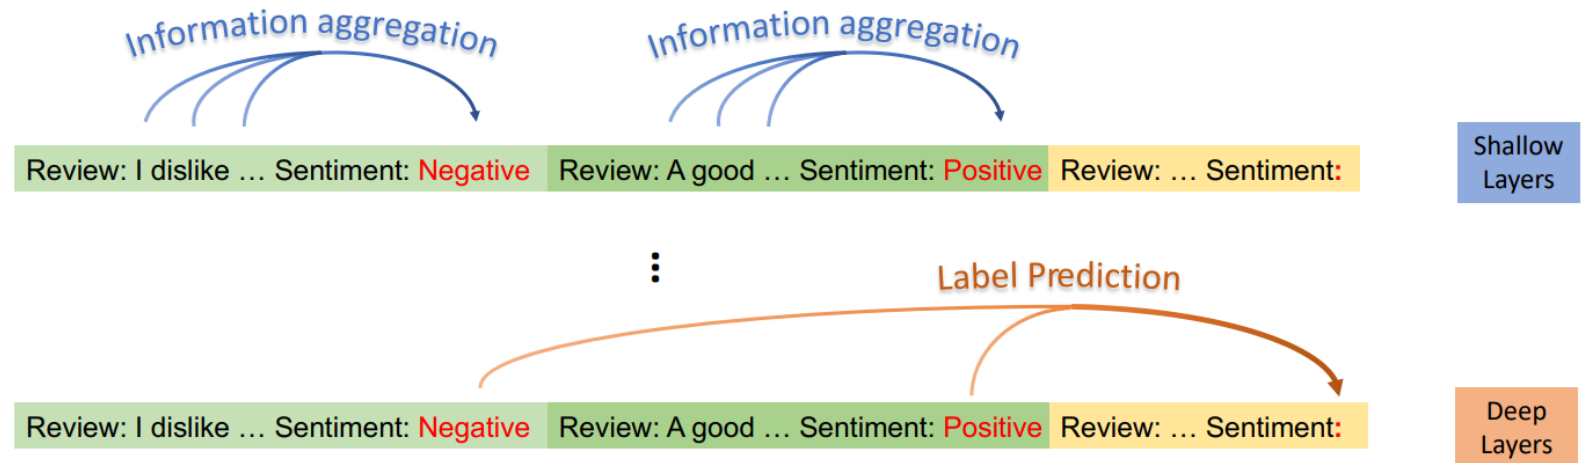 Information aggregation Information aggregation
Review: I dislike … Sentiment: Negative Review: A good … Sentiment: Positive Review: … Sentiment:
Shallow
Layers
Label Prediction
Review: I dislike … Sentiment: Negative Review: A good … Sentiment: Positive Review: … Sentiment:
Deep
Layers